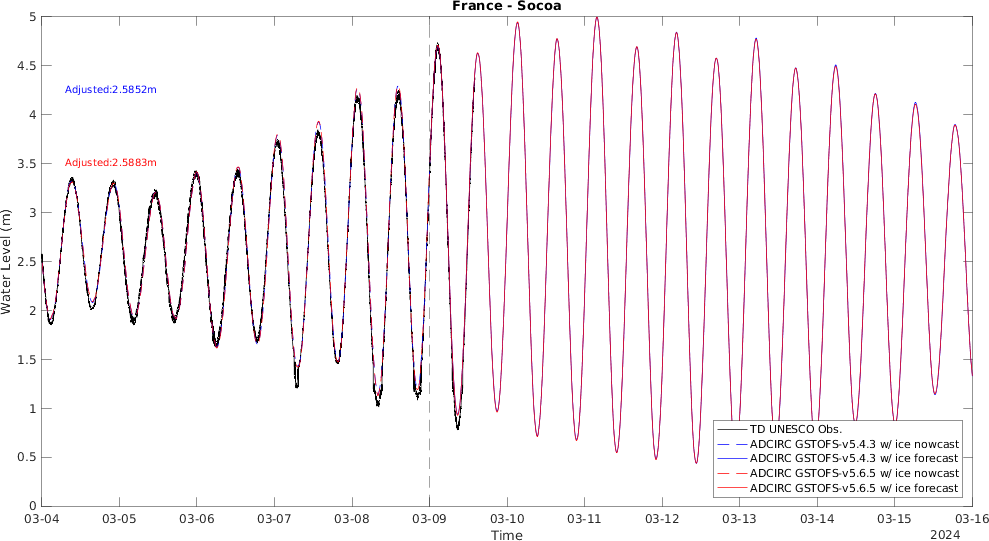 France - Socoa
5
4.5
4
3.5
3
2.5
2
1.5
1
0.5
0
Water Level (m)
Adjusted:2.5852m
Adjusted:2.5883m
TD UNESCO Obs.
ADCIRC GSTOFS-v5.4.3 w/ ice nowcast
ADCIRC GSTOFS-v5.4.3 w/ ice forecast
ADCIRC GSTOFS-v5.6.5 w/ ice nowcast
ADCIRC GSTOFS-v5.6.5 w/ ice forecast
03-04 03-05 03-06 03-07 03-08 03-09 03-10 03-11 03-12 03-13 03-14 03-15 03-16
Time
2024